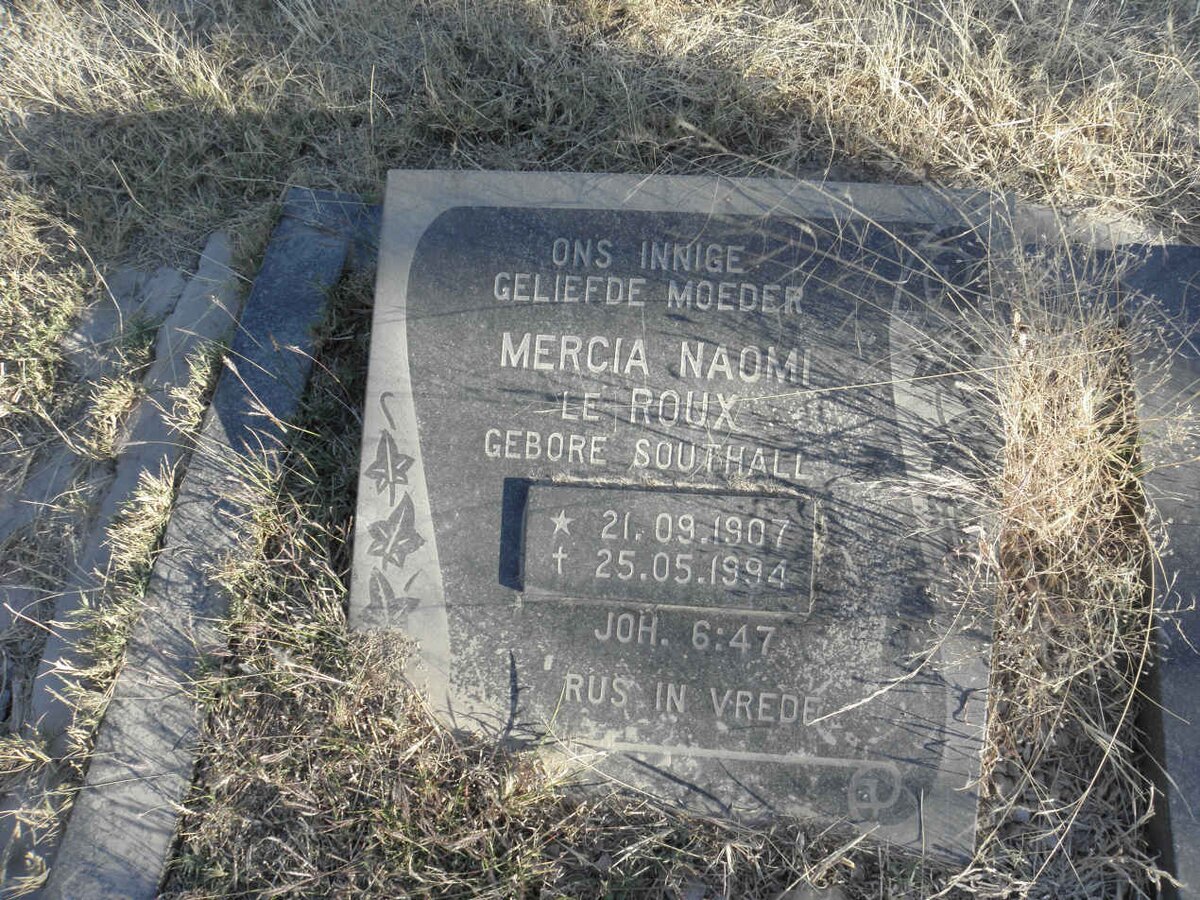 ONS INNIGE
GELIEFDE MOEDER
MERCIA NAOMI
LE ROUX
GEBORE SOUTHALL
★ 21.09.1907
† 25.05.1994
JOH. 6:47
RUS IN VREDE